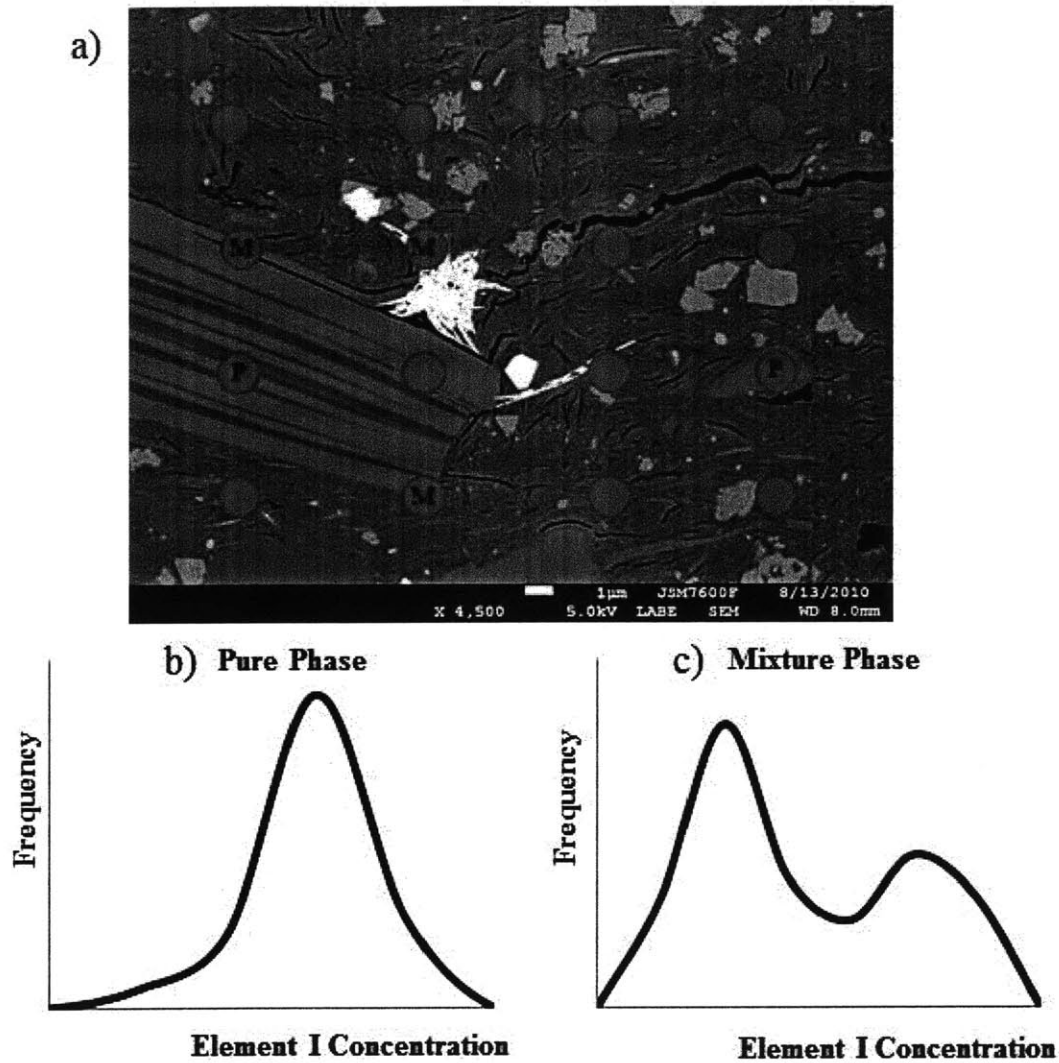 a)
M
M
P
P
M
1μm JSM7600F 8/13/2010
X 4,500 5.0kV LABE SEM WD 8.0mm
b) Pure Phase
c) Mixture Phase
Frequency
Frequency
Element I Concentration
Element I Concentration